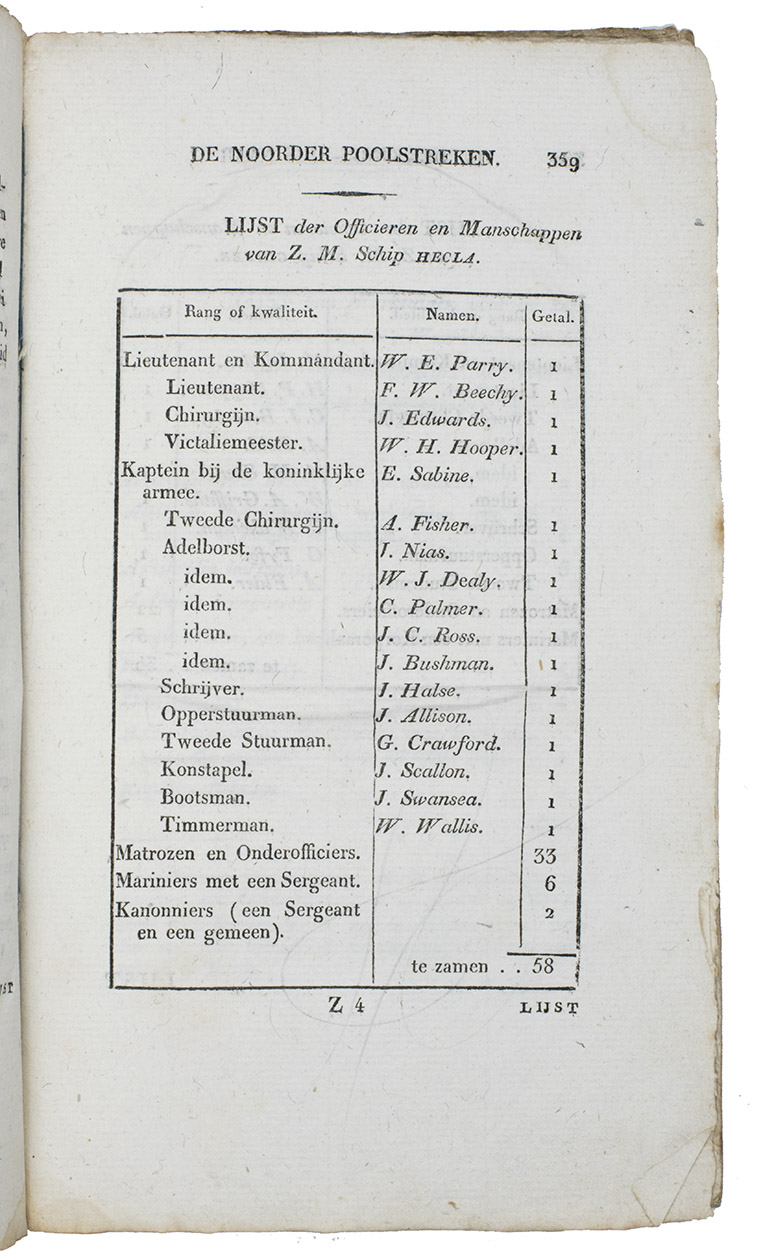 DE NOORDER POOLSTREKEN. 359
LIJST der Officieren en Manschappen
van Z. M. Schip HECLA.
Rang of kwaliteit. Namen. Getal.
Lieutenant en Kommandant. W. E. Parry. 1
Lieutenant. F. W. Beechy. 1
Chirurgijn. J. Edwards. 1
Victaliemeester. W. H. Hooper. 1
Kaptein bij de koninklijke E. Sabine. 1
armee.
Tweede Chirurgijn. A. Fisher. 1
Adelborst. J. Nias. 1
idem. W. J. Dealy. 1
idem. C. Palmer. 1
idem. J. C. Ross. 1
idem. J. Bushman. 1
Schrijver. J. Halse. 1
Opperstuurman. J. Allison. 1
Tweede Stuurman. G. Crawford. 1
Konstapel. J. Scallon. 1
Bootsman. J. Swansea. 1
Timmerman. W. Wallis. 1
Matrozen en Onderofficiers. 33
Mariniers met een Sergeant. 6
Kanonniers (een Sergeant 2
en een gemeen).
te zamen . . 58
Z 4 LIJST